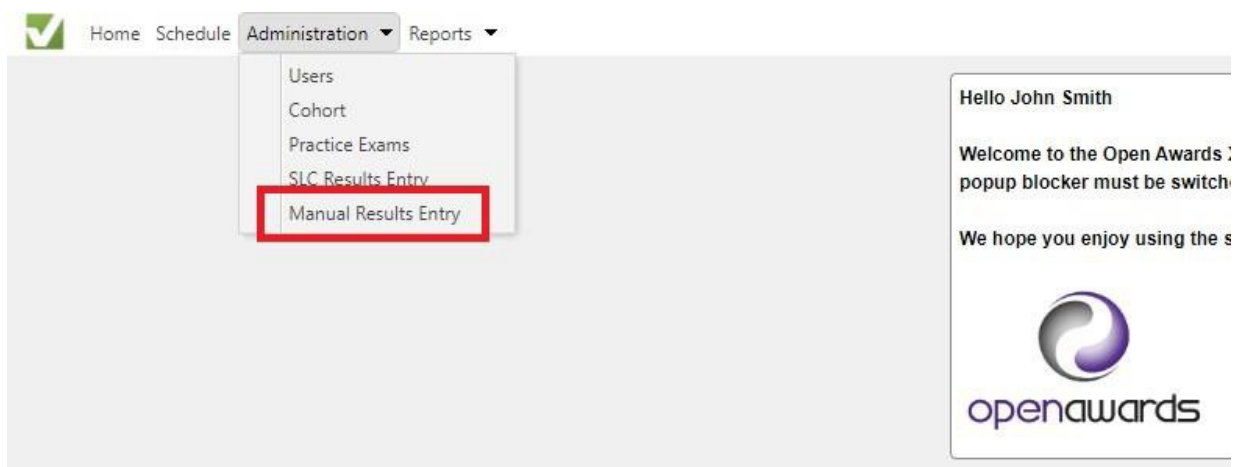 Home Schedule Administration Reports
Users
Cohort
Practice Exams
SLC Results Entry
Manual Results Entry
Hello John Smith
Welcome to the Open Awards
popup blocker must be
We hope you enjoy using the
openawards